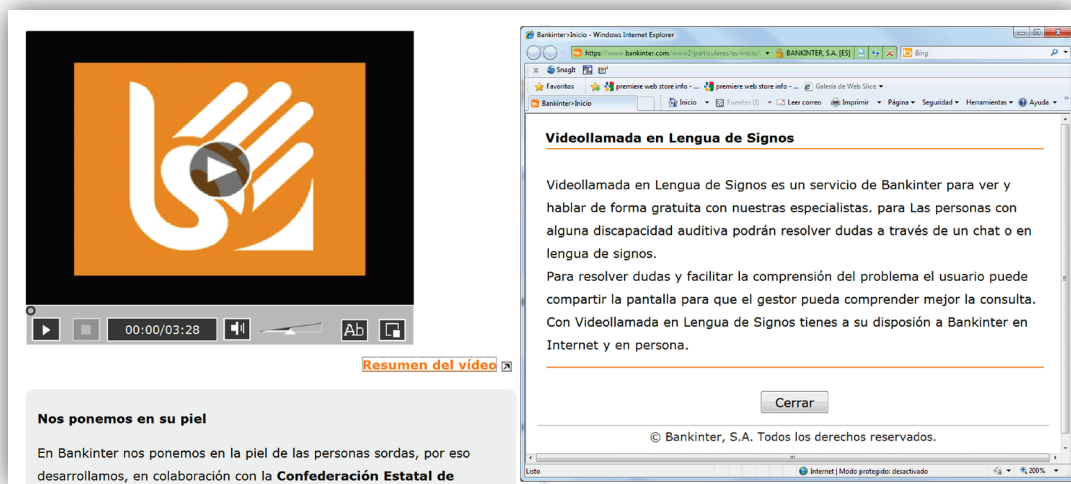 00:00/03:28
Ab
Resumen del vídeo
Nos ponemos en su piel
En Bankinter nos ponemos en la piel de las personas sordas, por eso
desarrollamos, en colaboración con la Confederación Estatal de
Bankinter>Inicio - Windows Internet Explorer
https://www.bankinter.com/www2/particulares/es/inicio/
BANKINTER, S.A. [ES]
Bing
x SnagIt
Favoritos premiere web store info - ... premiere web store info - ... Galería de Web Slice
Bankinter>Inicio
Inicio Fuentes (0) Leer correo Imprimir Página Seguridad Herramientas Ayuda »
Videollamada en Lengua de Signos
Videollamada en Lengua de Signos es un servicio de Bankinter para ver y
hablar de forma gratuita con nuestras especialistas. para Las personas con
alguna discapacidad auditiva podrán resolver dudas a través de un chat o en
lengua de signos.
Para resolver dudas y facilitar la comprensión del problema el usuario puede
compartir la pantalla para que el gestor pueda comprender mejor la consulta.
Con Videollamada en Lengua de Signos tienes a su disposión a Bankinter en
Internet y en persona.
Cerrar
© Bankinter, S.A. Todos los derechos reservados.
Listo
Internet | Modo protegido: desactivado
200%